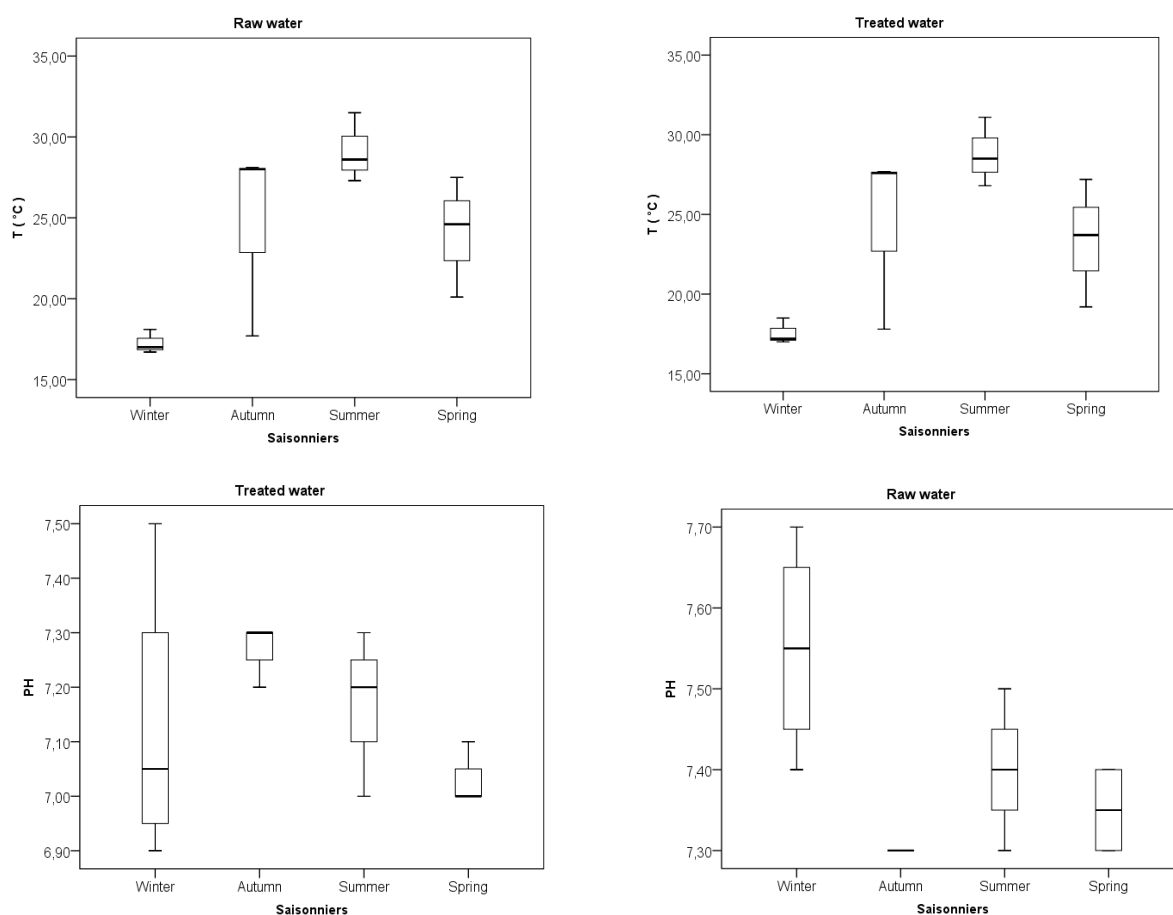 Raw water
35,00
30,00
25,00
20,00
15,00
T ( °C)
Winter Autumn Summer Spring
Saisonniers
Treated water
35,00
30,00
25,00
20,00
15,00
T ( °C)
Winter Autumn Summer Spring
Saisonniers
Treated water
7,50
7,40
7,30
7,20
7,10
7,00
6,90
PH
Winter Autumn Summer Spring
Saisonniers
Raw water
7,70
7,60
7,50
7,40
7,30
PH
Winter Autumn Summer Spring
Saisonniers